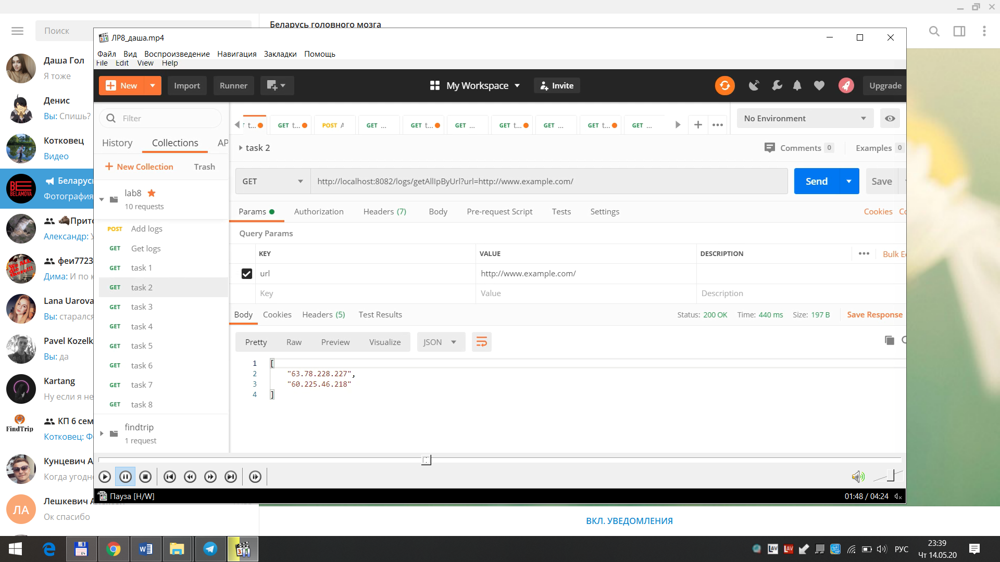 Поиск
Беларусь головного мозга
Даша Гол
Я тоже
Денис
Вы: Спишь?
Котковец
Видео
Беларусь
Фотография
BELAMOVA
Александр:
феи7723
Дима: И по к
Lana Uarova
Вы: старался
Pavel Kozelk
Вы: да
Kartang
Ну если я не
FindTrip
КП 6 сем
Котковец: Ф
Кунцевич А
Когда угодн
ЛА
Лешкевич А
Ок спасибо
ЛР8_даша.mp4
Файл Вид Воспроизведение Навигация Закладки Помощь
File Edit View Help
New Import Runner My Workspace Invite Upgrade
Filter
History Collections AP
New Collection Trash
lab8
10 requests
POST Add logs
GET Get logs
GET task 1
GET task 2
GET task 3
GET task 4
GET task 5
GET task 6
GET task 7
GET task 8
findtrip
1 request
t... GET t... POST A GET ... GET t... GET ... GET t... GET ... GET t... GET ...
No Environment
task 2 Comments 0 Examples 0
GET http://localhost:8082/logs/getAllIpByUrl?url=http://www.example.com/ Send Save
Params Authorization Headers (7) Body Pre-request Script Tests Settings Cookies Co
Query Params
KEY VALUE DESCRIPTION Bulk Ed
url http://www.example.com/
Key Value Description
Body Cookies Headers (5) Test Results Status: 200 OK Time: 440 ms Size: 197 B Save Response
Pretty Raw Preview Visualize JSON
1 [
2 "63.78.228.227",
3 "60.225.46.218"
4 ]
Пауза [H/W] 01:48 / 04:24
ВКЛ. УВЕДОМЛЕНИЯ
64
321
LAV LAV РУС
23:39
Чт 14.05.20